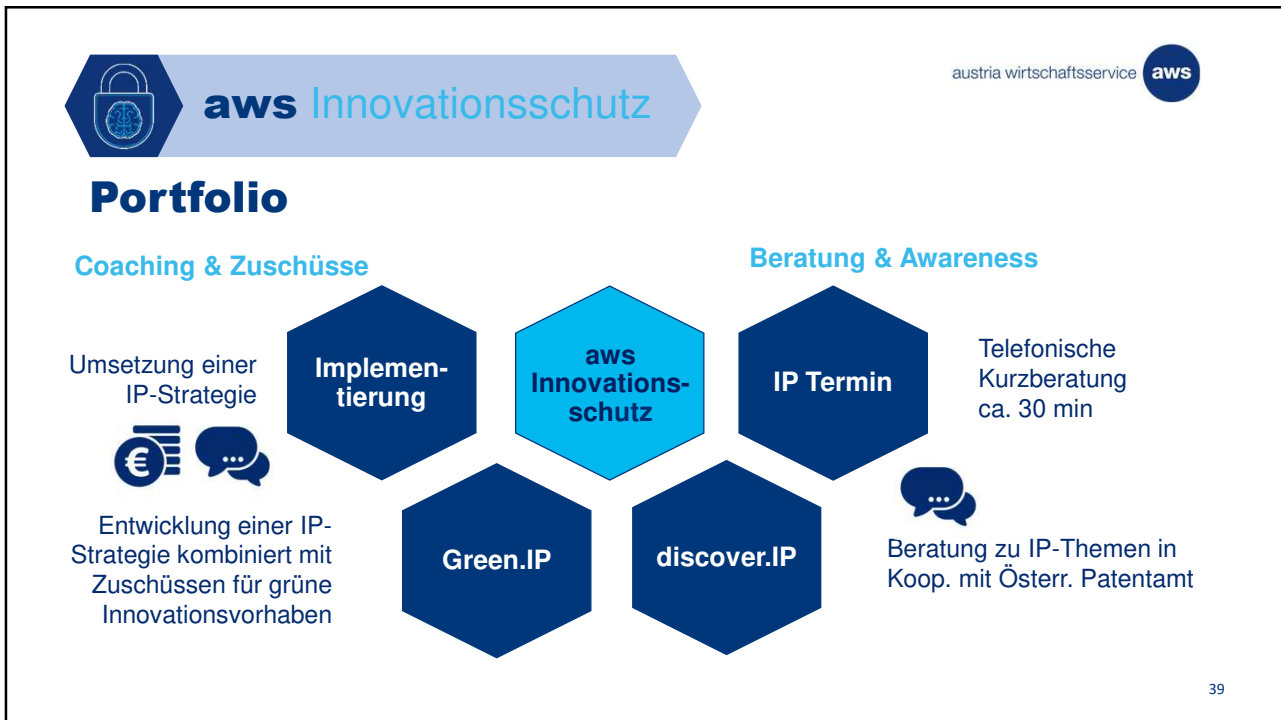 aws Innovationsschutz
austria wirtschaftsservice aws
Portfolio
Coaching & Zuschüsse
Beratung & Awareness
Umsetzung einer
IP-Strategie
Implemen-
tierung
aws
Innovations-
schutz
IP Termin
Telefonische
Kurzberatung
ca. 30 min
€
Entwicklung einer IP-
Strategie kombiniert mit
Zuschüssen für grüne
Innovationsvorhaben
Green.IP
discover.IP
Beratung zu IP-Themen in
Koop. mit Österr. Patentamt
39